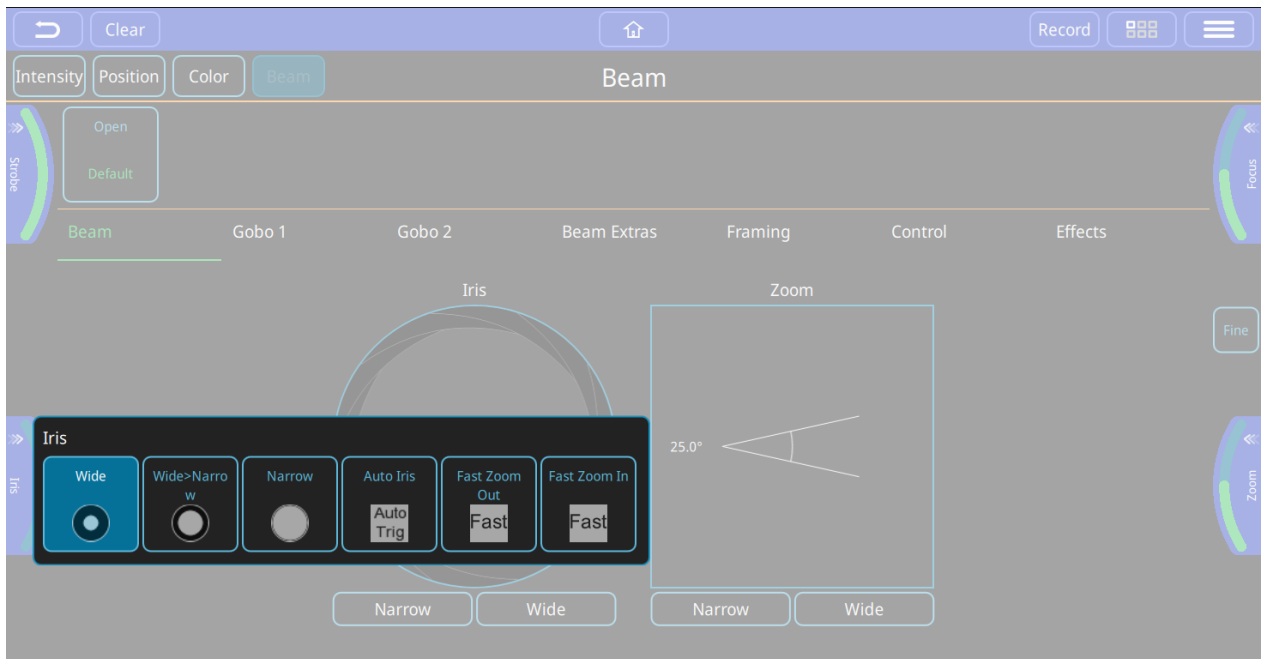 Clear
Record
Intensity
Position
Color
Beam
Beam
Open
Default
Strobe
Focus
Beam
Gobo 1
Gobo 2
Beam Extras
Framing
Control
Effects
Iris
Zoom
Fine
25.0°
Iris
Iris
Wide
Wide>Narro
w
Narrow
Auto Iris
Auto
Trig
Fast Zoom
Out
Fast
Fast Zoom In
Fast
Zoom
Narrow
Wide
Narrow
Wide